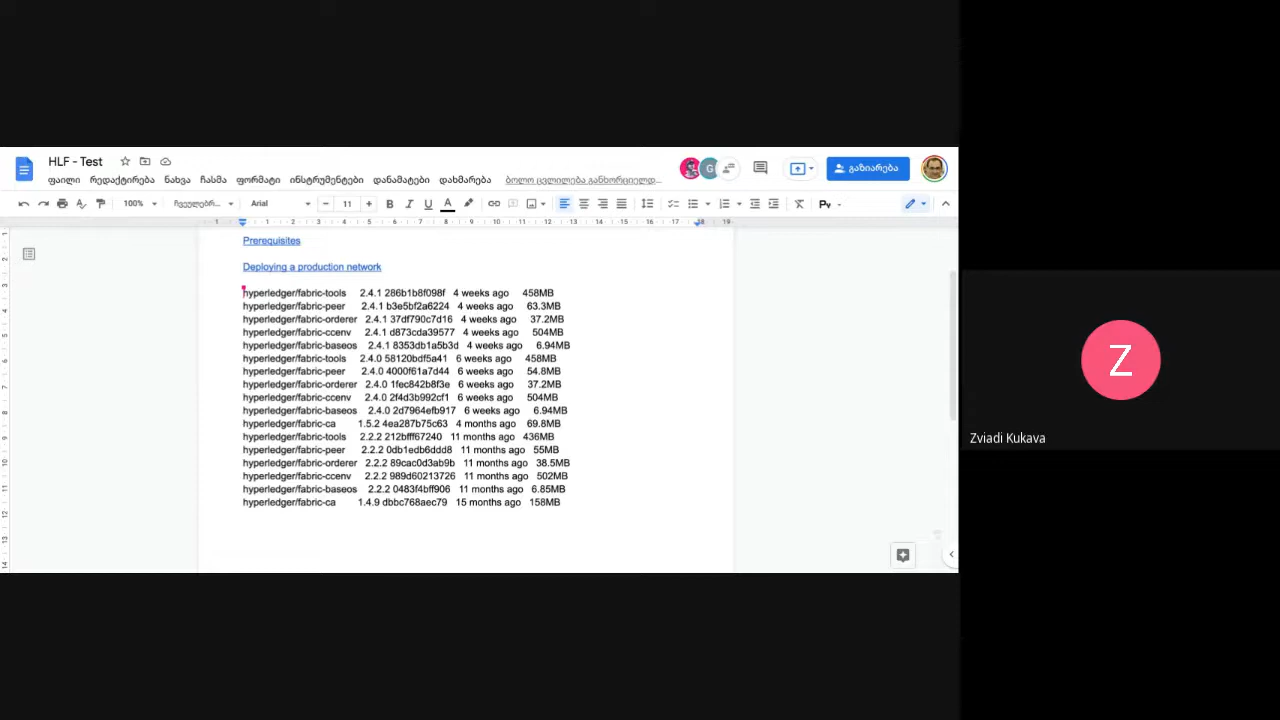 HLF - Test
ფაილი რედაქტირება ნახვა ჩასმა ფორმატი ინსტრუმენტები დანამატები დახმარება ბოლო ცვლილება განხორციელდ…
G
გაზიარება
100% ჩვეულებრ... Arial 11
Prerequisites
Deploying a production network
hyperledger/fabric-tools 2.4.1 286b1b8f098f 4 weeks ago 458MB
hyperledger/fabric-peer 2.4.1 b3e5bf2a6224 4 weeks ago 63.3MB
hyperledger/fabric-orderer 2.4.1 37df790c7d16 4 weeks ago 37.2MB
hyperledger/fabric-ccenv 2.4.1 d873cda39577 4 weeks ago 504MB
hyperledger/fabric-baseos 2.4.1 8353db1a5b3d 4 weeks ago 6.94MB
hyperledger/fabric-tools 2.4.0 58120bdf5a41 6 weeks ago 458MB
hyperledger/fabric-peer 2.4.0 4000f61a7d44 6 weeks ago 54.8MB
hyperledger/fabric-orderer 2.4.0 1fec842b8f3e 6 weeks ago 37.2MB
hyperledger/fabric-ccenv 2.4.0 2f4d3b992cf1 6 weeks ago 504MB
hyperledger/fabric-baseos 2.4.0 2d7964efb917 6 weeks ago 6.94MB
hyperledger/fabric-ca 1.5.2 4ea287b75c63 4 months ago 69.8MB
hyperledger/fabric-tools 2.2.2 212bfff67240 11 months ago 436MB
hyperledger/fabric-peer 2.2.2 0db1edb6ddd8 11 months ago 55MB
hyperledger/fabric-orderer 2.2.2 89cac0d3ab9b 11 months ago 38.5MB
hyperledger/fabric-ccenv 2.2.2 989d60213726 11 months ago 502MB
hyperledger/fabric-baseos 2.2.2 0483f4bff906 11 months ago 6.85MB
hyperledger/fabric-ca 1.4.9 dbbc768aec79 15 months ago 158MB
Z
Zviadi Kukava